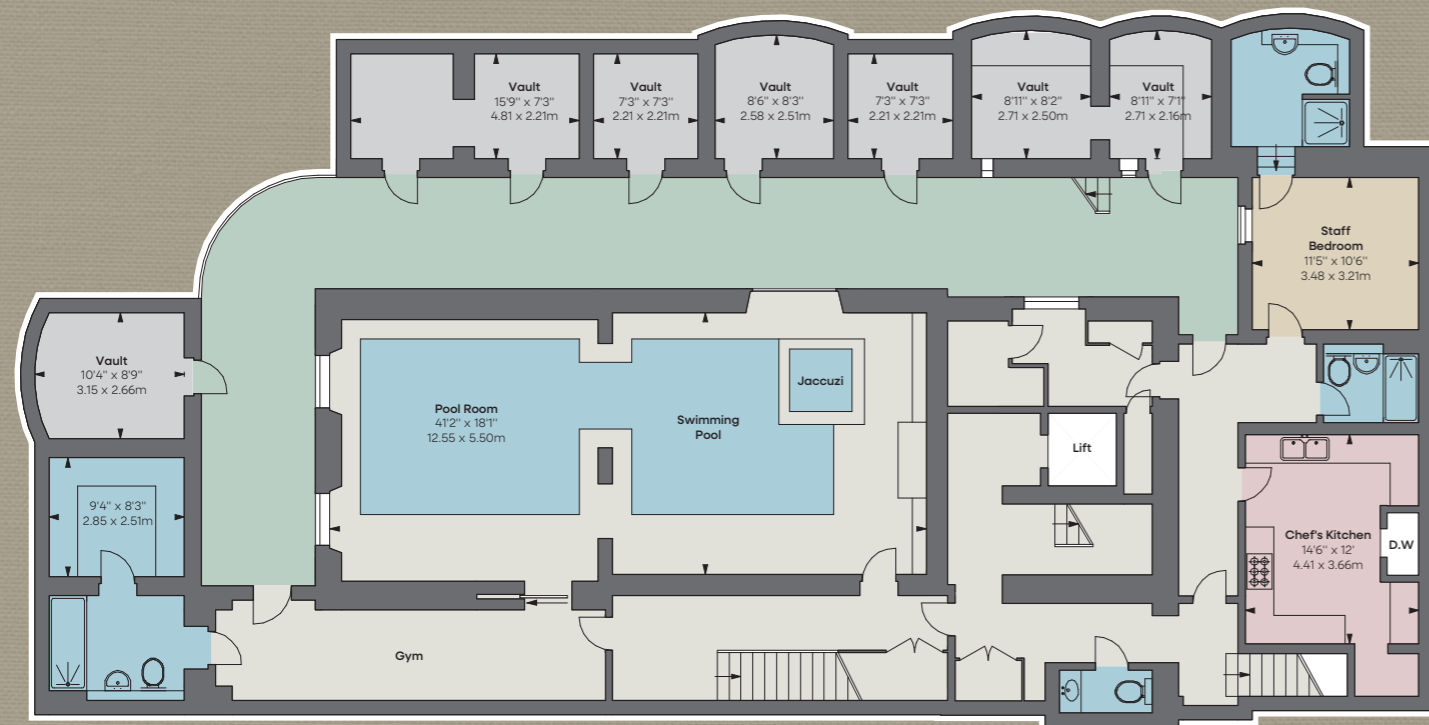 Vault
15'9" x 7'3"
4.81 x 2.21m
Vault
7'3" x 7'3"
2.21 x 2.21m
Vault
8'6" x 8'3"
2.58 x 2.51m
Vault
7'3" x 7'3"
2.21 x 2.21m
Vault
8'11" x 8'2"
2.71 x 2.50m
Vault
8'11" x 7'1"
2.71 x 2.16m
Staff
Bedroom
11'5" x 10'6"
3.48 x 3.21m
Vault
10'4" x 8'9"
3.15 x 2.66m
Pool Room
41'2" x 18'1"
12.55 x 5.50m
Swimming
Pool
Jaccuzi
Lift
9'4" x 8'3"
2.85 x 2.51m
Chef's Kitchen
14'6" x 12'
4.41 x 3.66m
D.W
Gym